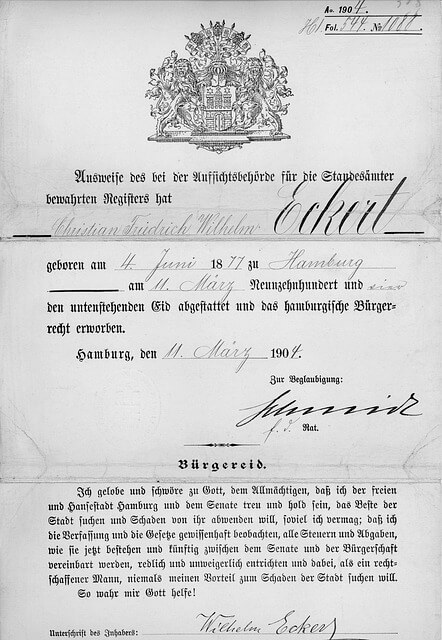 Ao. 1904.
Fol. 544. No 1081
Ausweise des bei der Aufsichtsbehörde für die Standesämter
bewahrten Registers hat
Christian Friedrich Wilhelm Eckert
geboren am 4. Juni 1877 zu Hamburg
am 11. März Neunzehnhundert und vier
den untenstehenden Eid abgestattet und das hamburgische Bürger-
recht erworben.
Hamburg, den 11. März 1904.
Zur Beglaubigung:
Schmidt
f. d. Rat.
Bürgereid.
Ich gelobe und schwöre zu Gott, dem Allmächtigen, daß ich der freien
und Hansestadt Hamburg und dem Senate treu und hold sein, das Beste der
Stadt suchen und Schaden von ihr abwenden will, soviel ich vermag; daß ich
die Verfassung und die Gesetze gewissenhaft beobachten, alle Steuern und Abgaben,
wie sie jetzt bestehen und künftig zwischen dem Senate und der Bürgerschaft
vereinbart werden, redlich und unweigerlich entrichten und dabei, als ein recht-
schaffener Mann, niemals meinen Vorteil zum Schaden der Stadt suchen will.
So wahr mir Gott helfe!
Unterschrift des Inhabers: Wilhelm Eckert